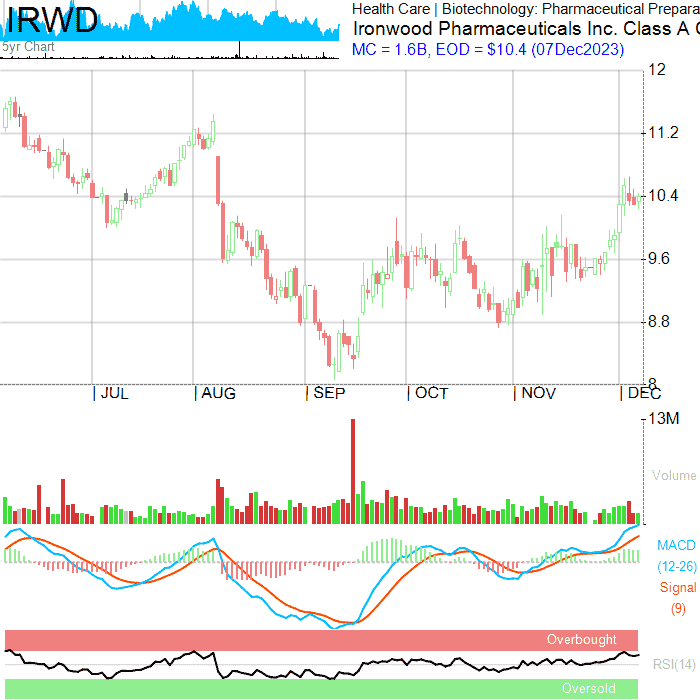 IRWD
5yr Chart
Health Care | Biotechnology: Pharmaceutical Prepara
Ironwood Pharmaceuticals Inc. Class A C
MC = 1.6B, EOD = $10.4 (07Dec2023)
12
11.2
10.4
9.6
8.8
8
JUL AUG SEP OCT NOV DEC
13M
Volume
MACD
(12-26)
Signal
(9)
Overbought
RSI(14)
Oversold